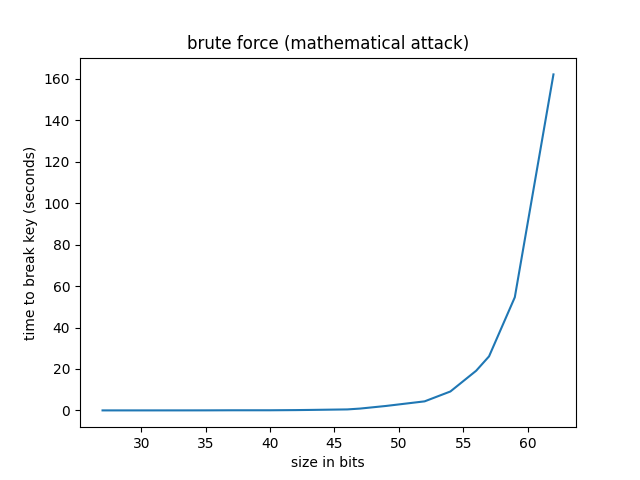 brute force (mathematical attack)
time to break key (seconds)
160
140
120
100
80
60
40
20
0
30 35 40 45 50 55 60
size in bits